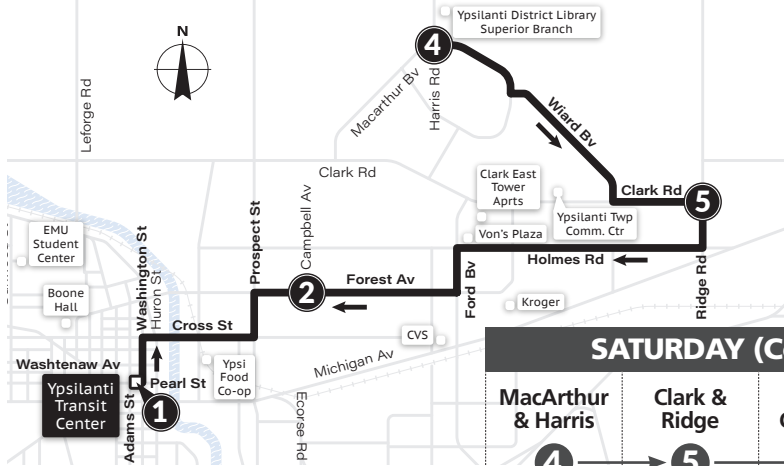 Ypsilanti District Library
Superior Branch
N
4
Leforge Rd
Macarthur Bv
Harris Rd
Wiard Bv
Clark Rd
Clark East
Tower
Aprts
Clark Rd
5
Ypsilanti Twp
Comm. Ctr
EMU
Student
Center
Washington St
Huron St
Prospect St
Campbell Av
Von's Plaza
Holmes Rd
Boone
Hall
2
Forest Av
Ford Bv
Ridge Rd
Kroger
Cross St
CVS
Michigan Av
Washtenaw Av
Ypsilanti
Transit
Center
Pearl St
1
Adams St
Ypsi
Food
Co-op
Ecorse Rd
SATURDAY (C
MacArthur
& Harris
Clark &
Ridge
4
5